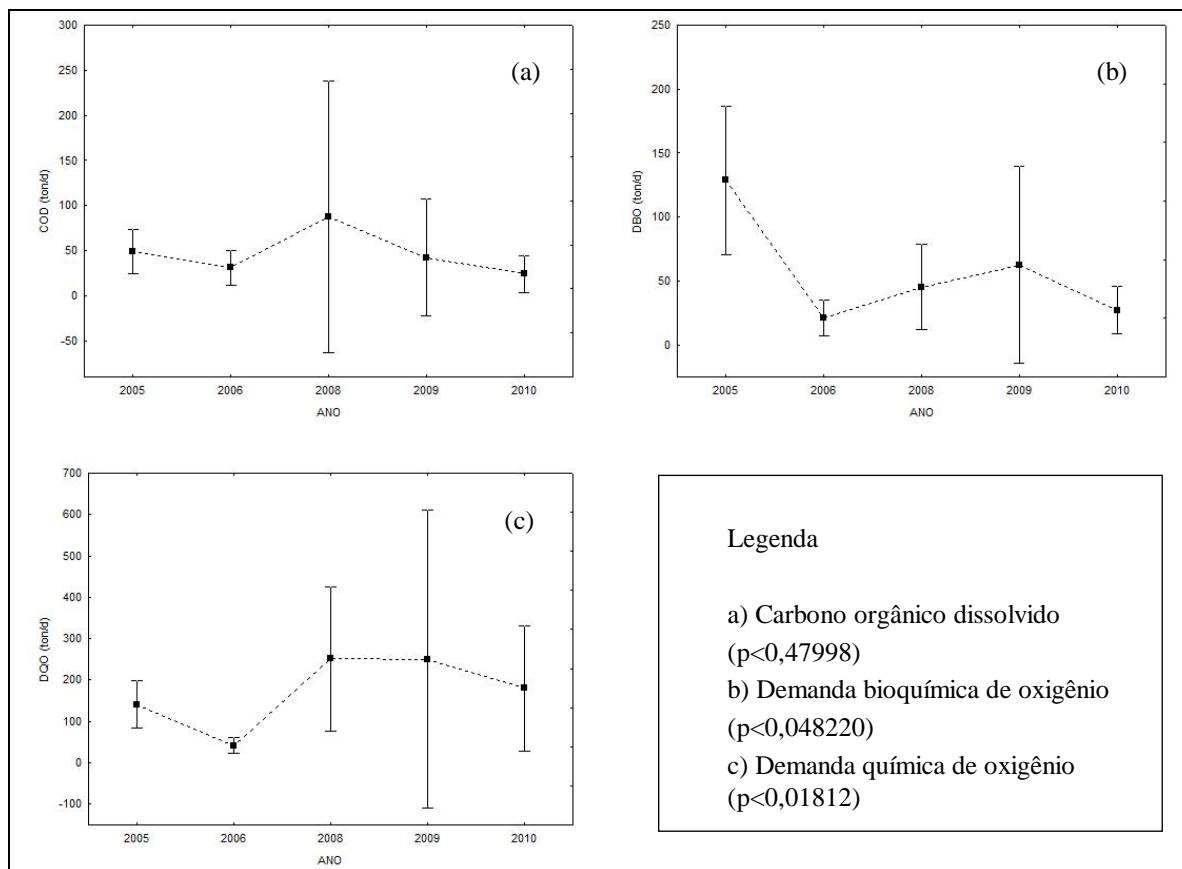 300
250
200
150
100
50
0
-50
COD (ton/d)
(a)
2005 2006 2008 2009 2010
ANO
250
200
150
100
50
0
DBO (ton/d)
(b)
2005 2006 2008 2009 2010
ANO
700
600
500
400
300
200
100
0
-100
DQO (ton/d)
(c)
2005 2006 2008 2009 2010
ANO
Legenda
a) Carbono orgânico dissolvido
(p<0,47998)
b) Demanda bioquímica de oxigênio
(p<0,048220)
c) Demanda química de oxigênio
(p<0,01812)